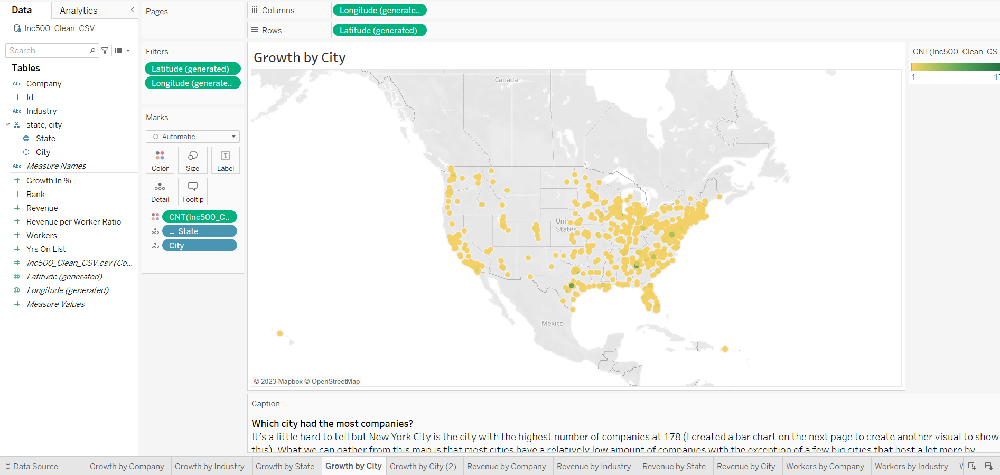 Data
Analytics
Inc500_Clean_CSV
Search
Tables
Abc Company
# Id
Abc Industry
state, city
State
City
Abc Measure Names
# Growth In %
# Rank
# Revenue
=# Revenue per Worker Ratio
# Workers
# Yrs On List
# Inc500_Clean_CSV.csv (Co...
Latitude (generated)
Longitude (generated)
# Measure Values
Pages
Filters
Latitude (generated)
Longitude (generate..
Marks
Automatic
Color
Size
T
Label
Detail
Tooltip
CNT(Inc500_C..
State
City
Columns
Longitude (generate..
Rows
Latitude (generated)
Growth by City
Canada
States
Mexico
© 2023 Mapbox © OpenStreetMap
CNT(Inc500_Clean_CS.
1
Caption
Which city had the most companies?
It's a little hard to tell but New York City is the city with the highest number of companies at 178 (I created a bar chart on the next page to create another visual to show
this). What we can gather from this map is that most cities have a relatively low amount of companies with the exception of a few big cities that host a lot more by
Data Source
Growth by Company
Growth by Industry
Growth by State
Growth by City
Growth by City (2)
Revenue by Company
Revenue by Industry
Revenue by State
Revenue by City
Workers by Company
Workers by Industry